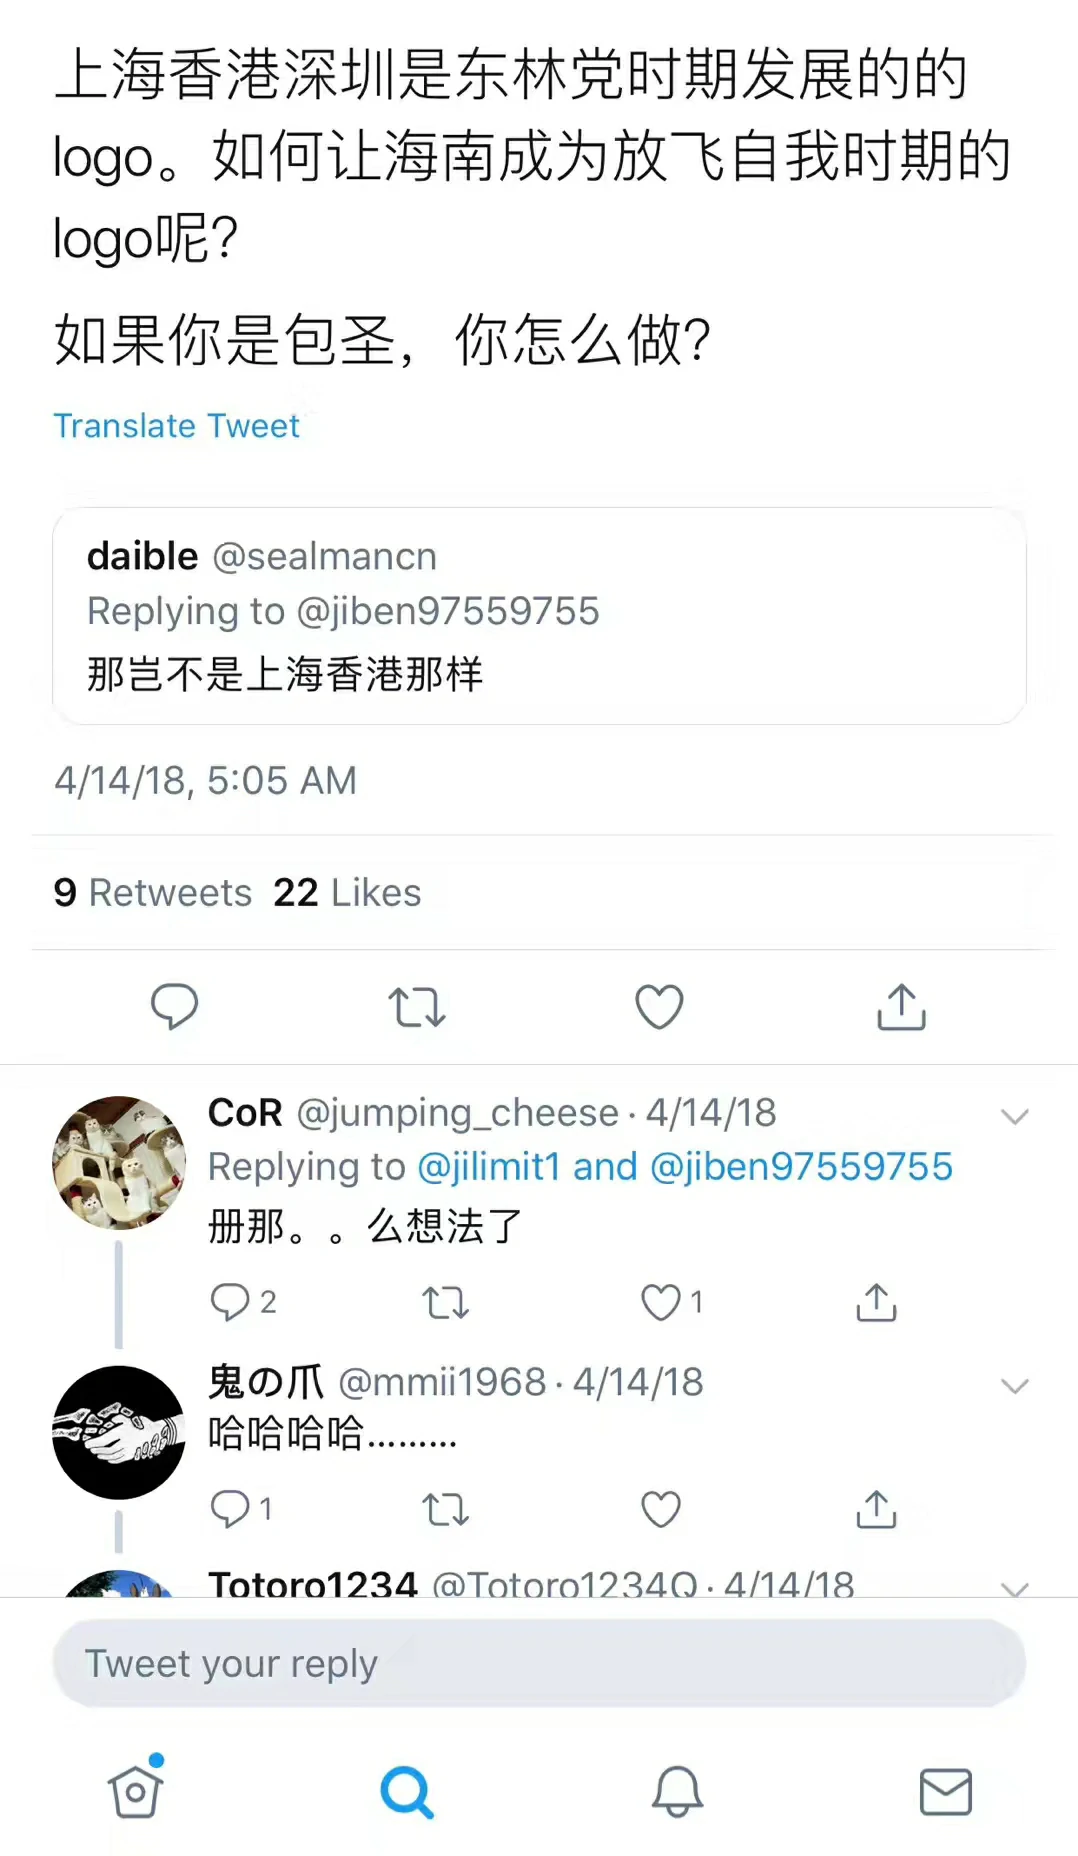 上海香港深圳是东林党时期发展的的
logo。如何让海南成为放飞自我时期的
logo呢？
如果你是包圣，你怎么做？
Translate Tweet
daible @sealmancn
Replying to @jiben97559755
那岂不是上海香港那样
4/14/18, 5:05 AM
9 Retweets 22 Likes
CoR @jumping_cheese · 4/14/18
Replying to @jilimit1 and @jiben97559755
册那。。么想法了
2 1
鬼の爪 @mmii1968 · 4/14/18
哈哈哈哈………
1
Totoro1234 @Totoro1234Q · 4/14/18
Tweet your reply